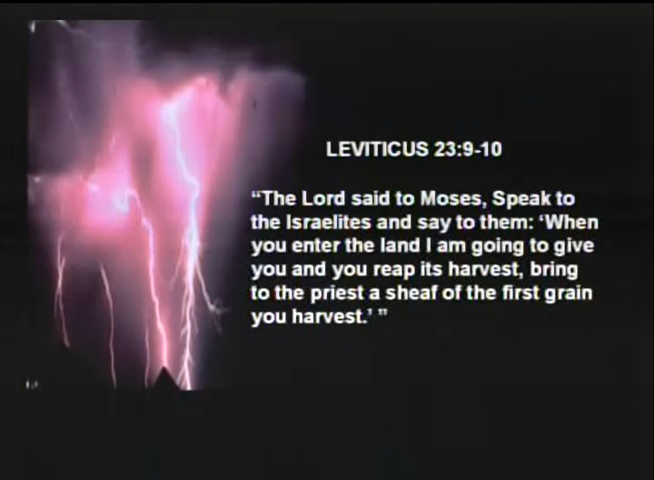 LEVITICUS 23:9-10
“The Lord said to Moses, Speak to
the Israelites and say to them: ‘When
you enter the land I am going to give
you and you reap its harvest, bring
to the priest a sheaf of the first grain
you harvest.’ ”